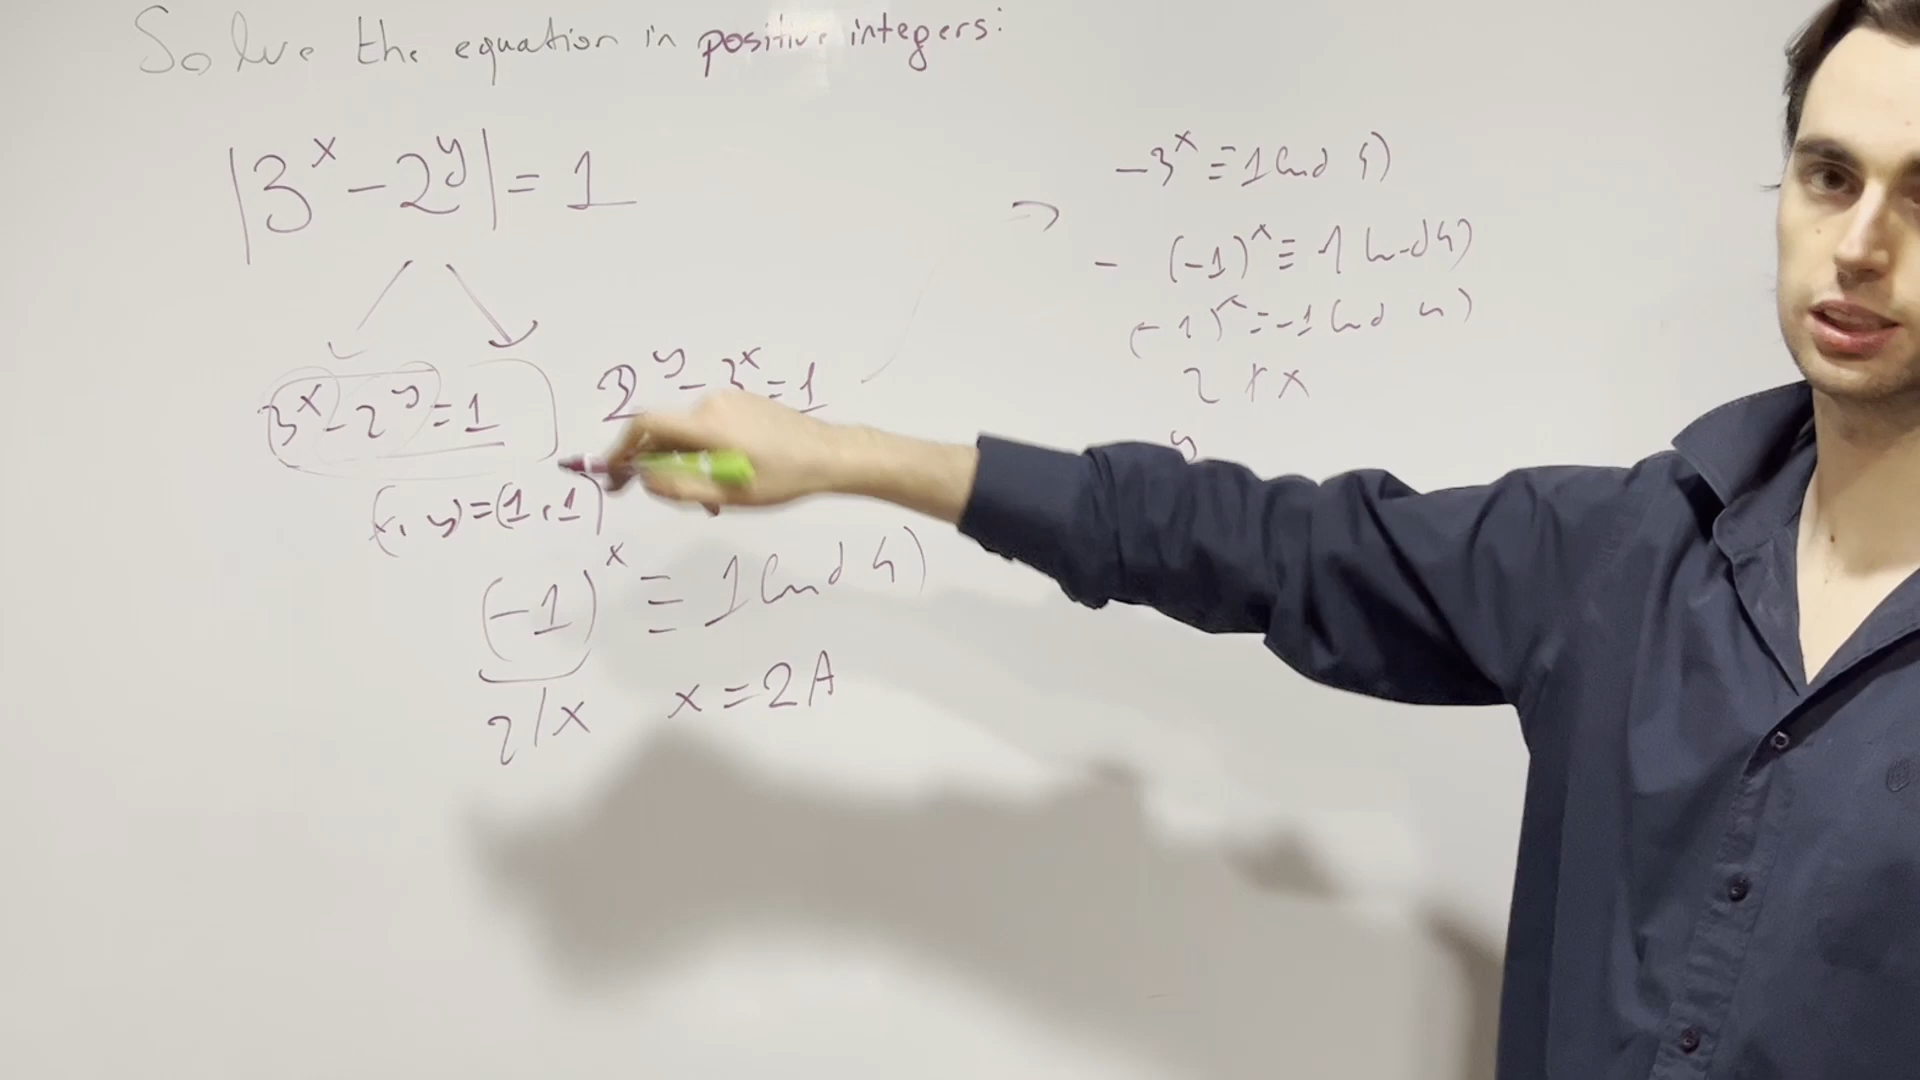 Solve the equation in positive integers:
|3^x - 2^y| = 1
3^x - 2^y = 1
2^y - 3^x = 1
(x, y) = (1, 1)
(-1)^x ≡ 1 (mod 4)
2 | x x = 2A
-3^x ≡ 1 (mod 4)
- (-1)^x ≡ 1 (mod 4)
(-1)^x ≡ -1 (mod 4)
2 ∤ x
y